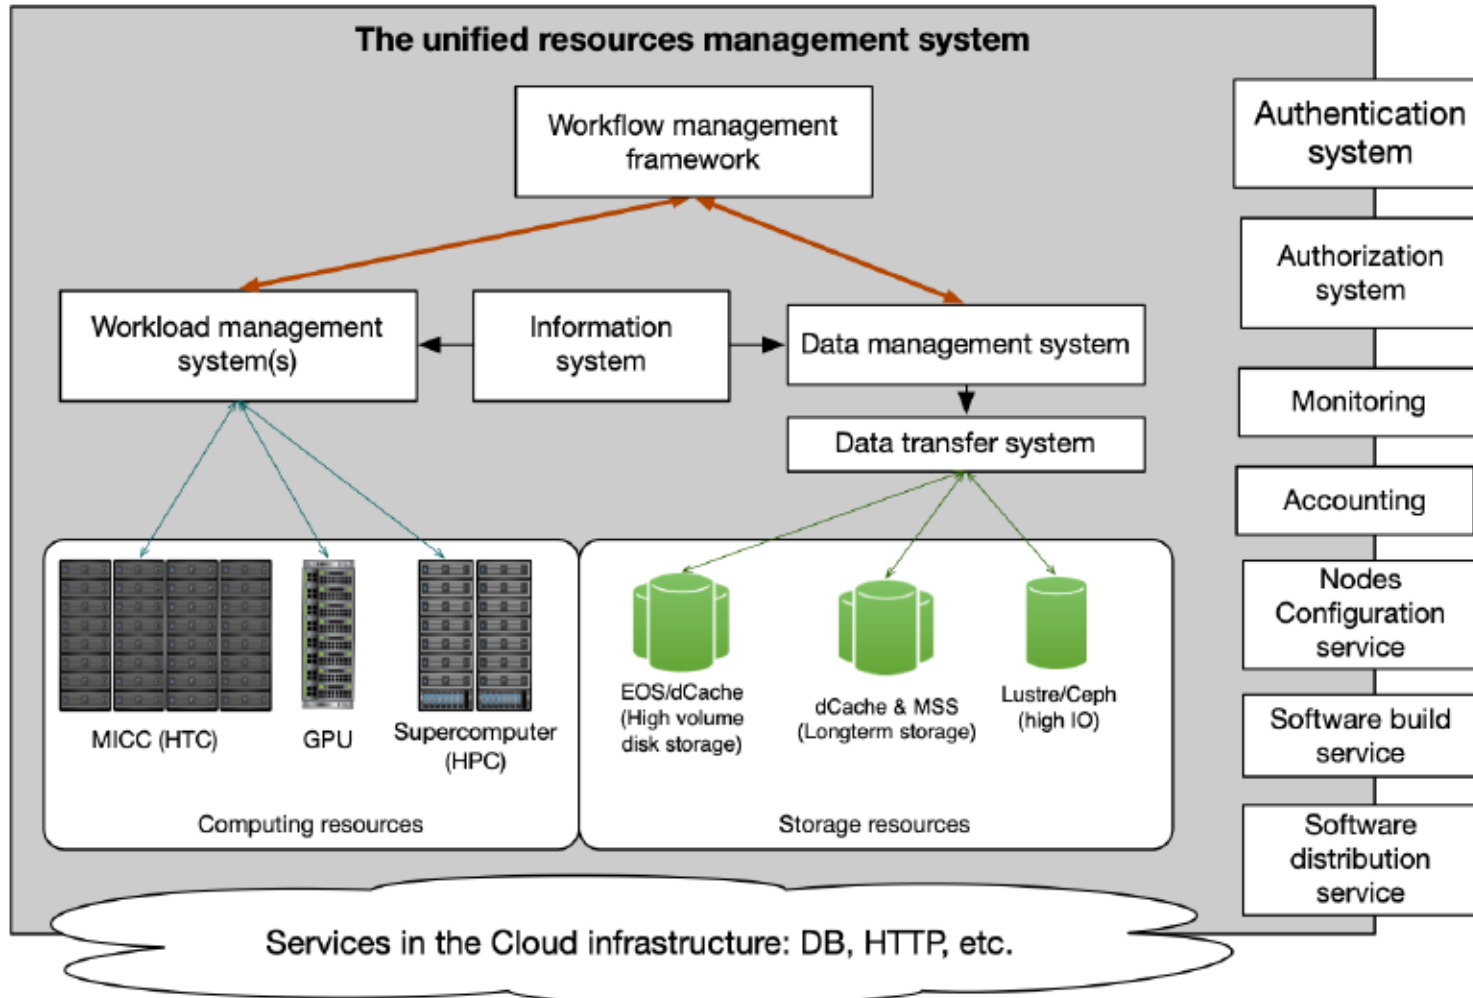 The unified resources management system
Workflow management
framework
Authentication
system
Authorization
system
Workload management
system(s)
Information
system
Data management system
Monitoring
Data transfer system
Accounting
Nodes
Configuration
service
MICC (HTC)
GPU
Supercomputer
(HPC)
EOS/dCache
(High volume
disk storage)
dCache & MSS
(Longterm storage)
Lustre/Ceph
(high IO)
Software build
service
Computing resources
Storage resources
Software
distribution
service
Services in the Cloud infrastructure: DB, HTTP, etc.